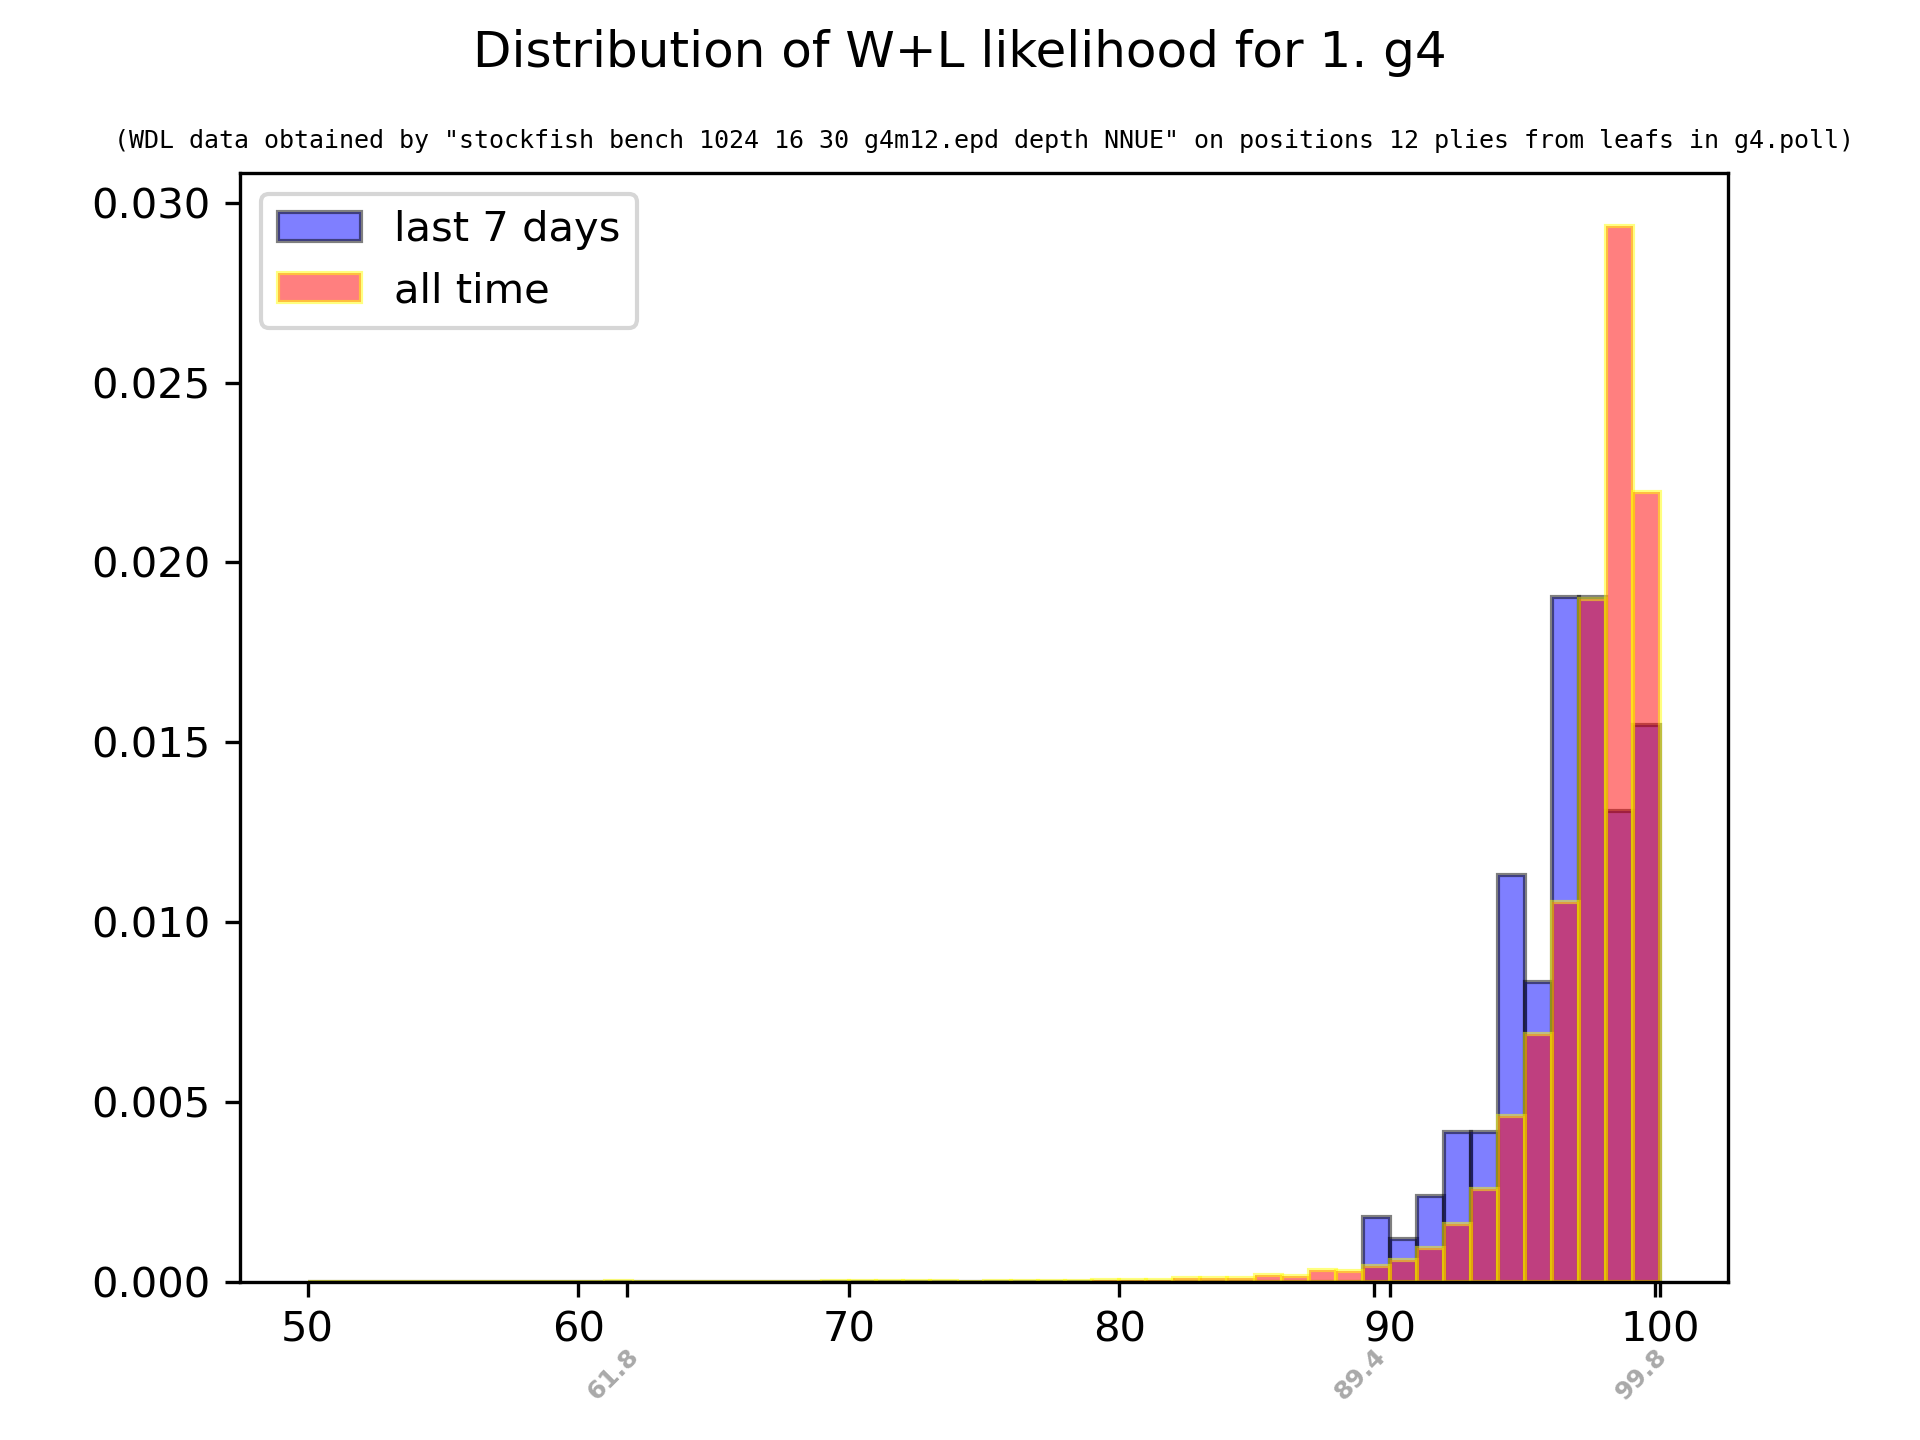 Distribution of W+L likelihood for 1. g4
(WDL data obtained by "stockfish bench 1024 16 30 g4m12.epd depth NNUE" on positions 12 plies from leafs in g4.poll)
last 7 days
all time
0.030
0.025
0.020
0.015
0.010
0.005
0.000
50 60 70 80 90 100
61.8 89.4 99.8